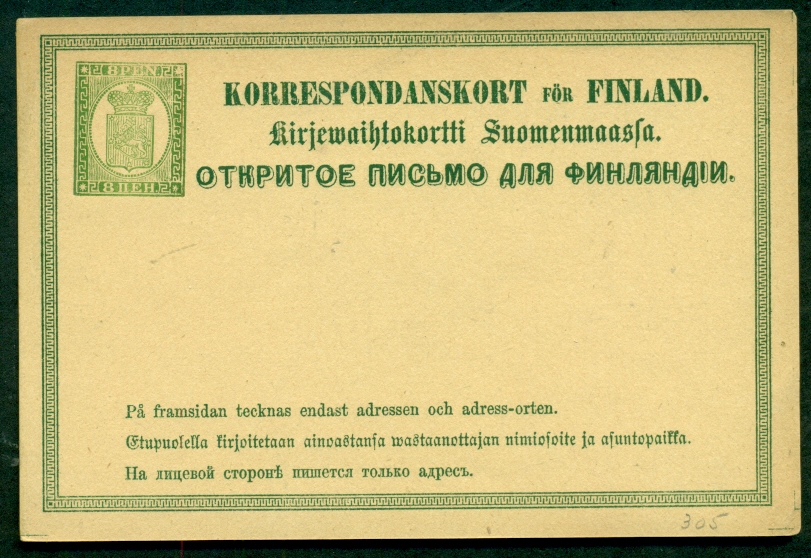 8 PEN.
8 ПЕН.
KORRESPONDANSKORT FÖR FINLAND.
Kirjewaihtokortti Suomenmaassa.
ОТКРИТОЕ ПИСЬМО ДЛЯ ФИНЛЯНДІИ.
På framsidan tecknas endast adressen och adress-orten.
Etupuolella kirjoitetaan ainoastansa wastaanottajan nimiosoite ja asuntopaikka.
На лицевой сторонѣ пишется только адресъ.
305